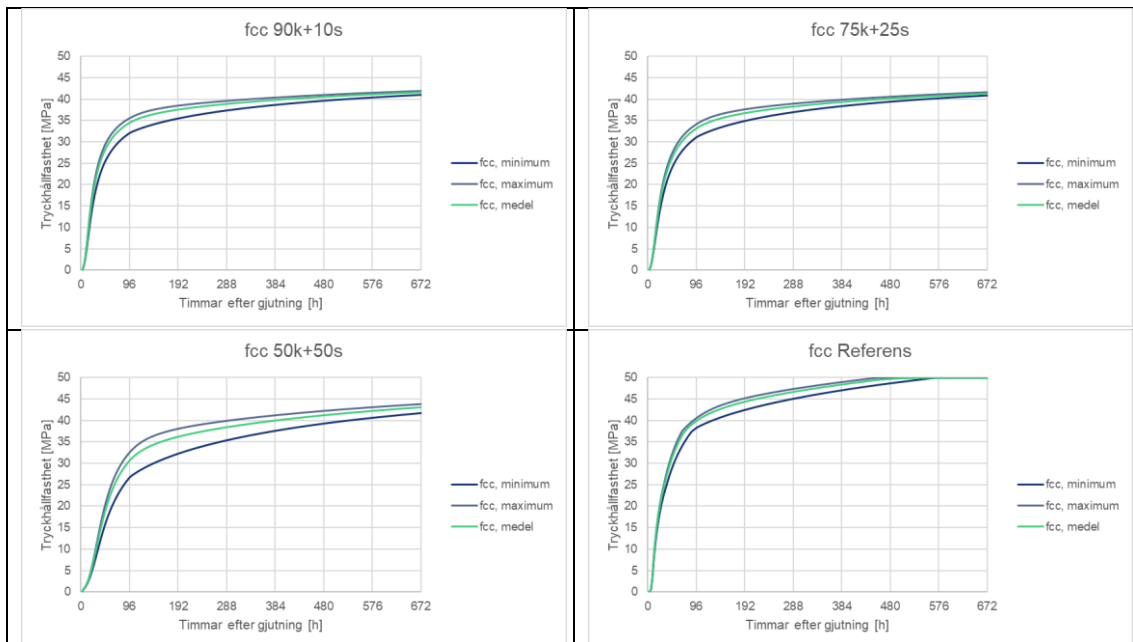 fcc 90k+10s
Tryckhållfasthet [MPa]
50
45
40
35
30
25
20
15
10
5
0
0 96 192 288 384 480 576 672
Timmar efter gjutning [h]
fcc, minimum
fcc, maximum
fcc, medel
fcc 75k+25s
Tryckhållfasthet [MPa]
50
45
40
35
30
25
20
15
10
5
0
0 96 192 288 384 480 576 672
Timmar efter gjutning [h]
fcc, minimum
fcc, maximum
fcc, medel
fcc 50k+50s
Tryckhållfasthet [MPa]
50
45
40
35
30
25
20
15
10
5
0
0 96 192 288 384 480 576 672
Timmar efter gjutning [h]
fcc, minimum
fcc, maximum
fcc, medel
fcc Referens
Tryckhållfasthet [MPa]
50
45
40
35
30
25
20
15
10
5
0
0 96 192 288 384 480 576 672
Timmar efter gjutning [h]
fcc, minimum
fcc, maximum
fcc, medel